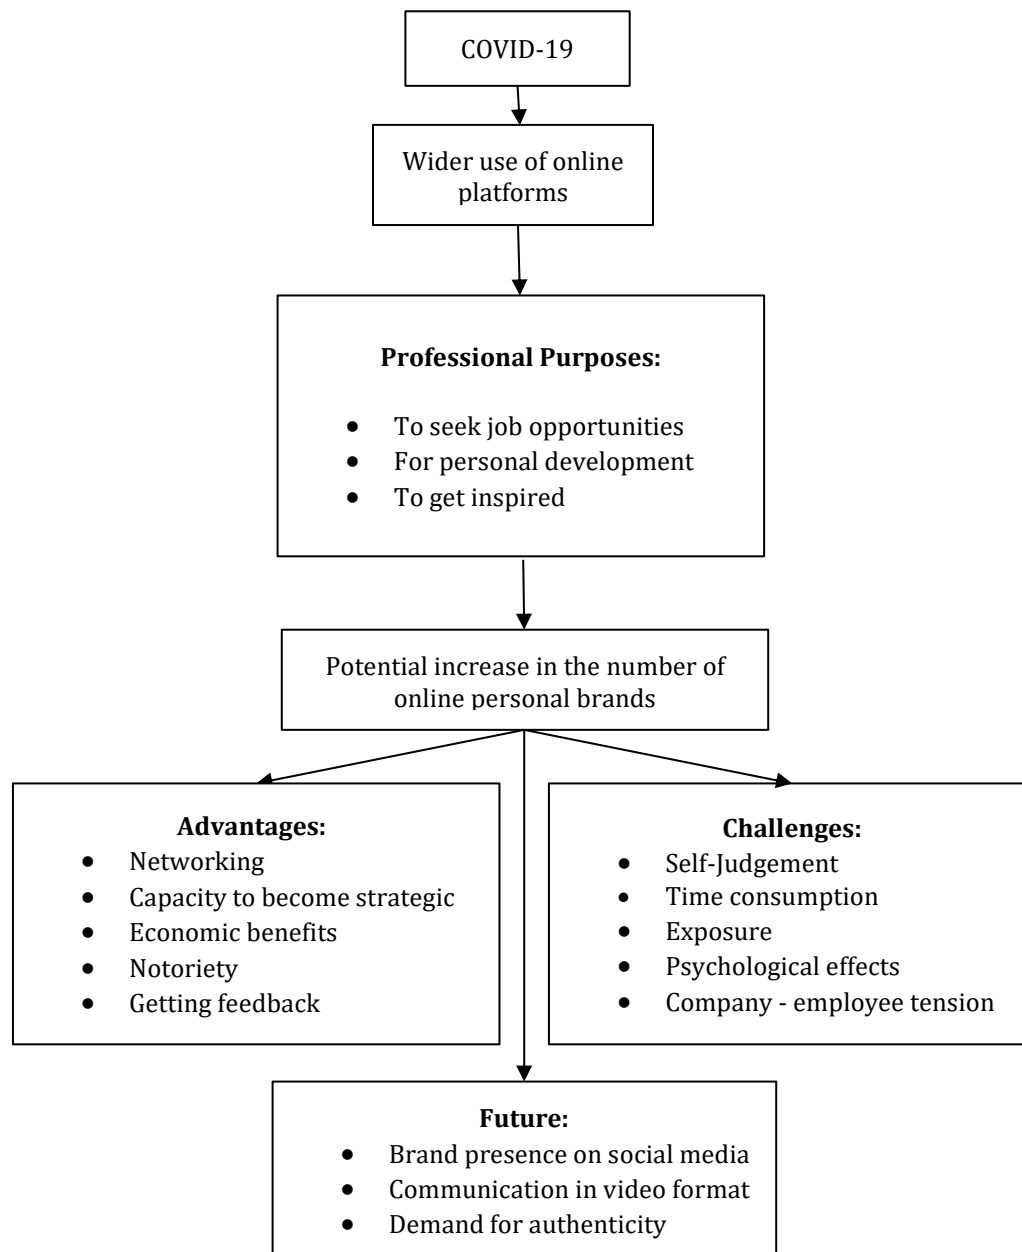 COVID-19
Wider use of online
platforms
Professional Purposes:
• To seek job opportunities
• For personal development
• To get inspired
Potential increase in the number of
online personal brands
Advantages:
• Networking
• Capacity to become strategic
• Economic benefits
• Notoriety
• Getting feedback
Challenges:
• Self-Judgement
• Time consumption
• Exposure
• Psychological effects
• Company - employee tension
Future:
• Brand presence on social media
• Communication in video format
• Demand for authenticity